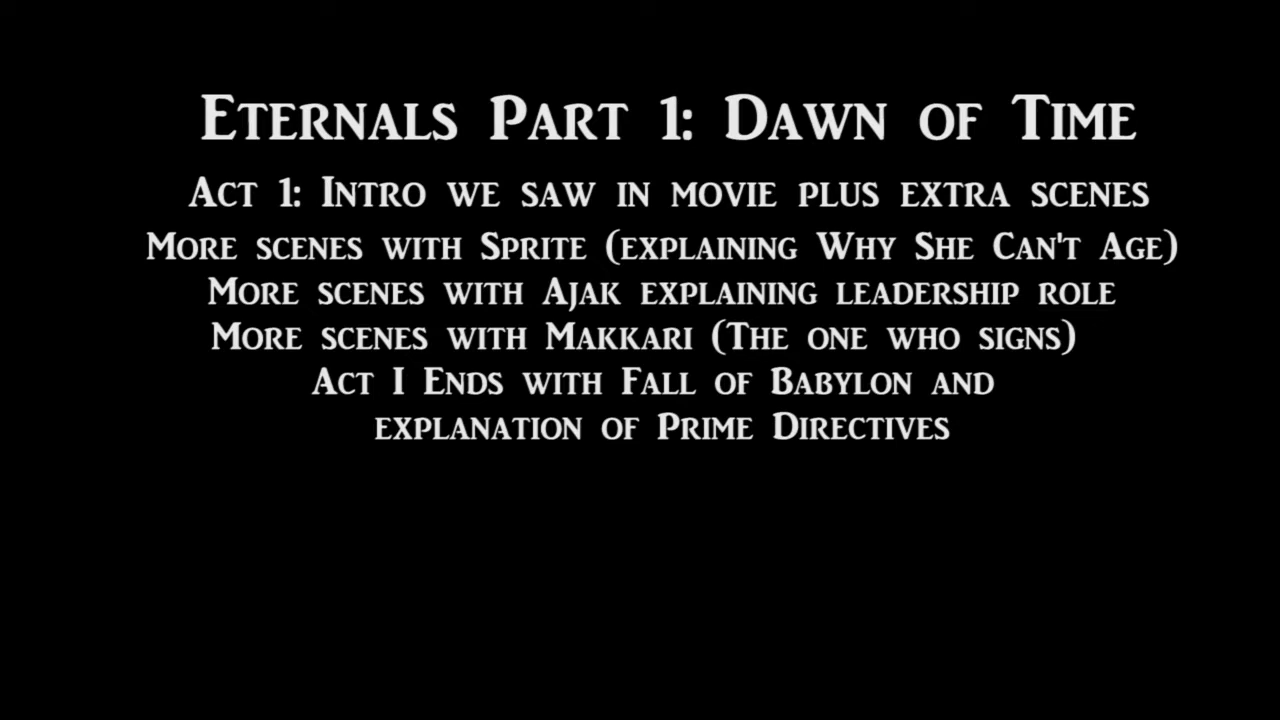 Eternals Part 1: Dawn of Time
Act 1: Intro we saw in movie plus extra scenes
More scenes with Sprite (explaining Why She Can't Age)
More scenes with Ajak explaining leadership role
More scenes with Makkari (The one who signs)
Act I Ends with Fall of Babylon and
explanation of Prime Directives